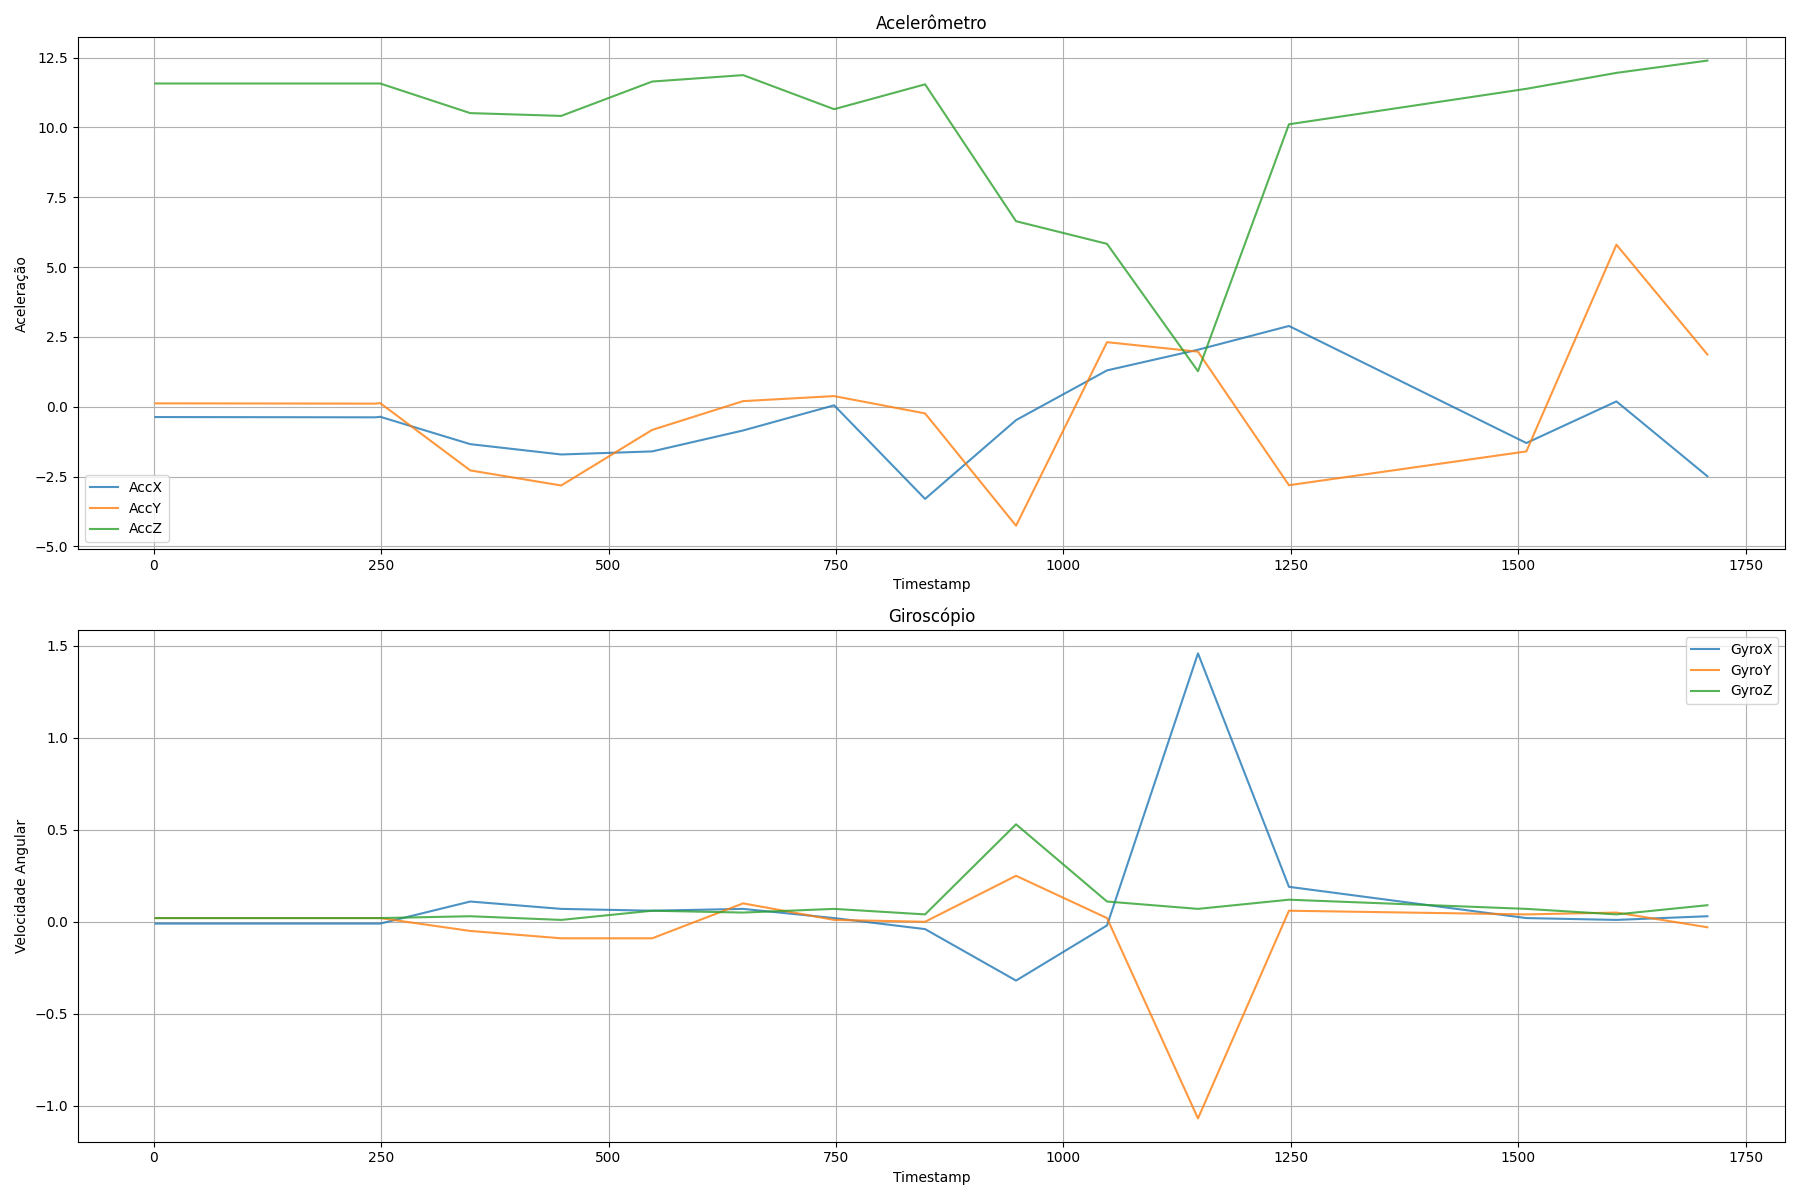 Acelerômetro
12.5
10.0
7.5
5.0
2.5
0.0
−2.5
−5.0
Aceleração
AccX
AccY
AccZ
0 250 500 750 1000 1250 1500 1750
Timestamp
Giroscópio
1.5
1.0
0.5
0.0
−0.5
−1.0
Velocidade Angular
GyroX
GyroY
GyroZ
0 250 500 750 1000 1250 1500 1750
Timestamp